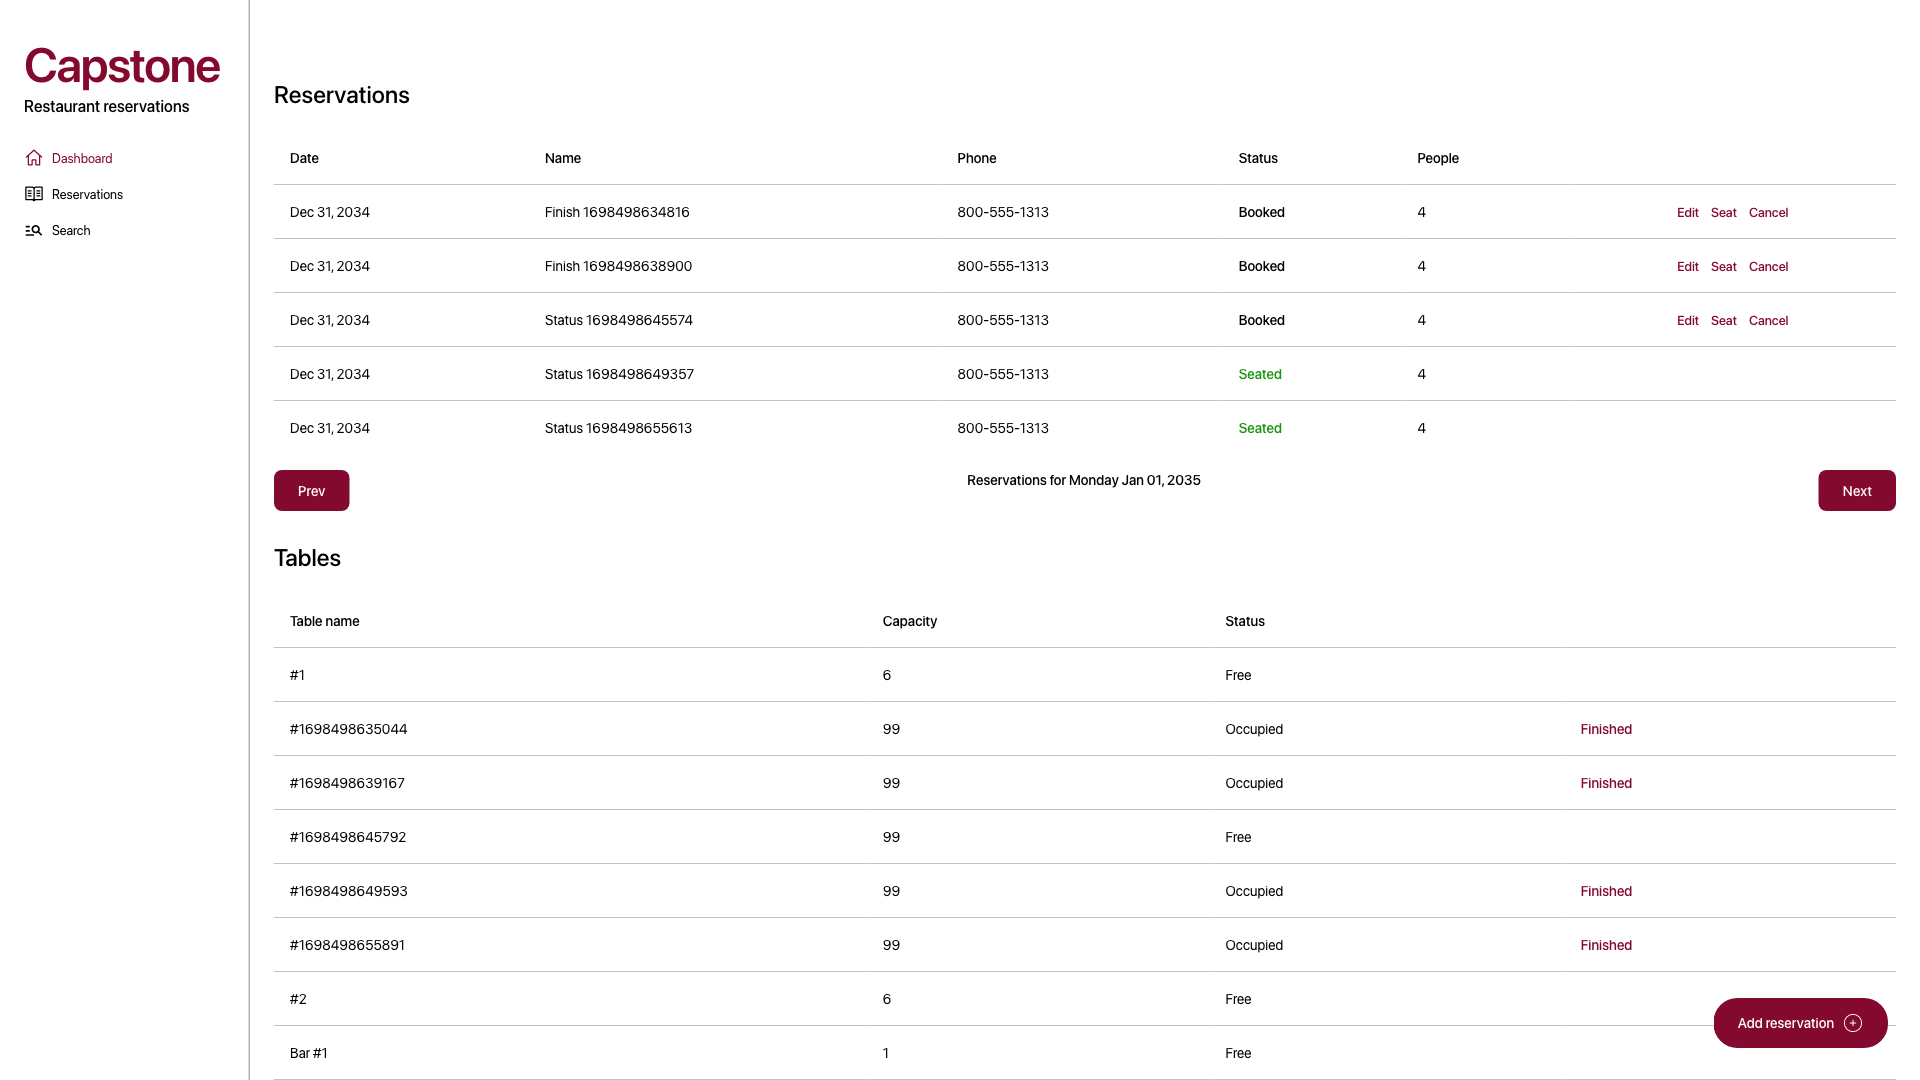 Capstone
Restaurant reservations
Dashboard
Reservations
Search
Reservations
Date Name Phone Status People
Dec 31, 2034 Finish 1698498634816 800-555-1313 Booked 4 Edit Seat Cancel
Dec 31, 2034 Finish 1698498638900 800-555-1313 Booked 4 Edit Seat Cancel
Dec 31, 2034 Status 1698498645574 800-555-1313 Booked 4 Edit Seat Cancel
Dec 31, 2034 Status 1698498649357 800-555-1313 Seated 4
Dec 31, 2034 Status 1698498655613 800-555-1313 Seated 4
Prev Reservations for Monday Jan 01, 2035 Next
Tables
Table name Capacity Status
#1 6 Free
#1698498635044 99 Occupied Finished
#1698498639167 99 Occupied Finished
#1698498645792 99 Free
#1698498649593 99 Occupied Finished
#1698498655891 99 Occupied Finished
#2 6 Free
Add reservation
Bar #1 1 Free